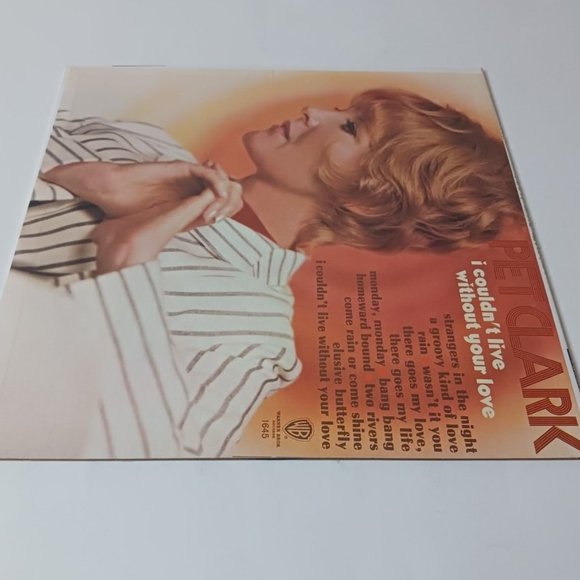 PET CLARK
i couldn't live
without your love
strangers in the night
a groovy kind of love
rain wasn't it you
there goes my love,
there goes my life
monday, monday bang bang
homeward bound two rivers
come rain or come shine
elusive butterfly
i couldn't live without your love
WB
WARNER BROS.
1645